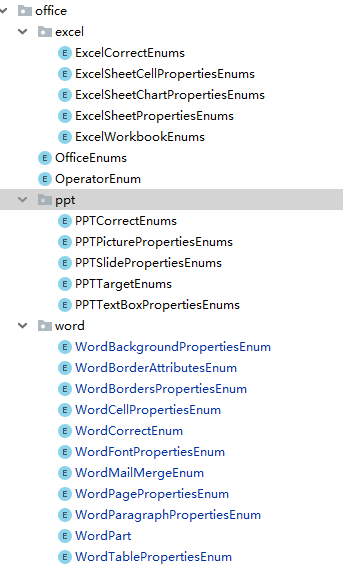 office
excel
ExcelCorrectEnums
ExcelSheetCellPropertiesEnums
ExcelSheetChartPropertiesEnums
ExcelSheetPropertiesEnums
ExcelWorkbookEnums
OfficeEnums
OperatorEnum
ppt
PPTCorrectEnums
PPTPicturePropertiesEnums
PPTSlidePropertiesEnums
PPTTargetEnums
PPTTextBoxPropertiesEnums
word
WordBackgroundPropertiesEnum
WordBorderAttributesEnum
WordBordersPropertiesEnum
WordCellPropertiesEnum
WordCorrectEnum
WordFontPropertiesEnum
WordMailMergeEnum
WordPagePropertiesEnum
WordParagraphPropertiesEnum
WordPart
WordTablePropertiesEnum